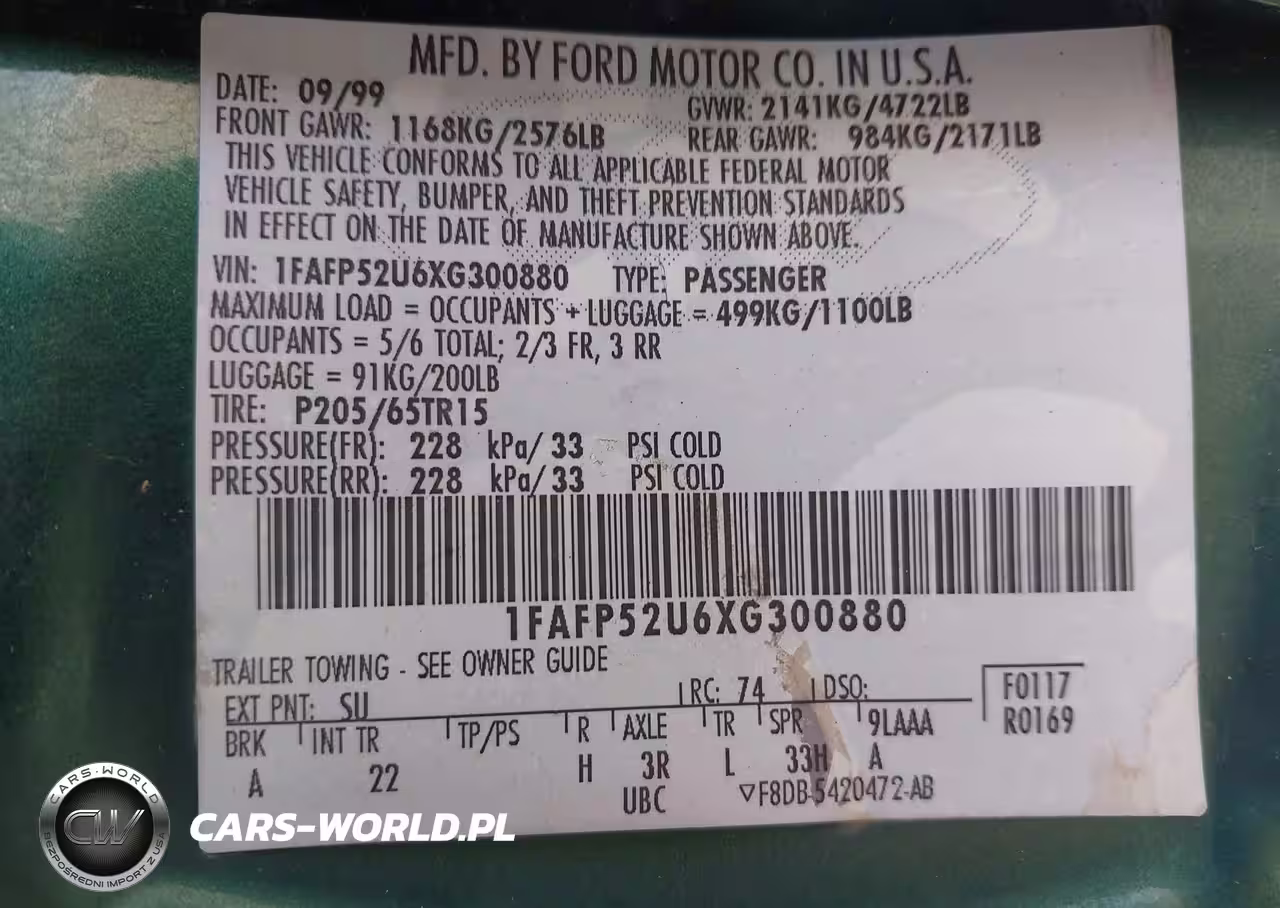 MFD. BY FORD MOTOR CO. IN U.S.A.
DATE: 09/99 GVWR: 2141KG/4722LB
FRONT GAWR: 1168KG/2576LB REAR GAWR: 984KG/2171LB
THIS VEHICLE CONFORMS TO ALL APPLICABLE FEDERAL MOTOR
VEHICLE SAFETY, BUMPER, AND THEFT PREVENTION STANDARDS
IN EFFECT ON THE DATE OF MANUFACTURE SHOWN ABOVE.
VIN: 1FAFP52U6XG300880 TYPE: PASSENGER
MAXIMUM LOAD = OCCUPANTS + LUGGAGE = 499KG/1100LB
OCCUPANTS = 5/6 TOTAL; 2/3 FR, 3 RR
LUGGAGE = 91KG/200LB
TIRE: P205/65TR15
PRESSURE(FR): 228 kPa/ 33 PSI COLD
PRESSURE(RR): 228 kPa/ 33 PSI COLD
1FAFP52U6XG300880
TRAILER TOWING - SEE OWNER GUIDE
EXT PNT: SU RC: 74 DSO: F0117
BRK INT TR TP/PS R AXLE TR SPR 9LAAA R0169
A 22 H 3R L 33H A
UBC ▽F8DB-5420472-AB
CARS-WORLD
CW
BEZPOŚREDNI IMPORT Z USA
CARS-WORLD.PL